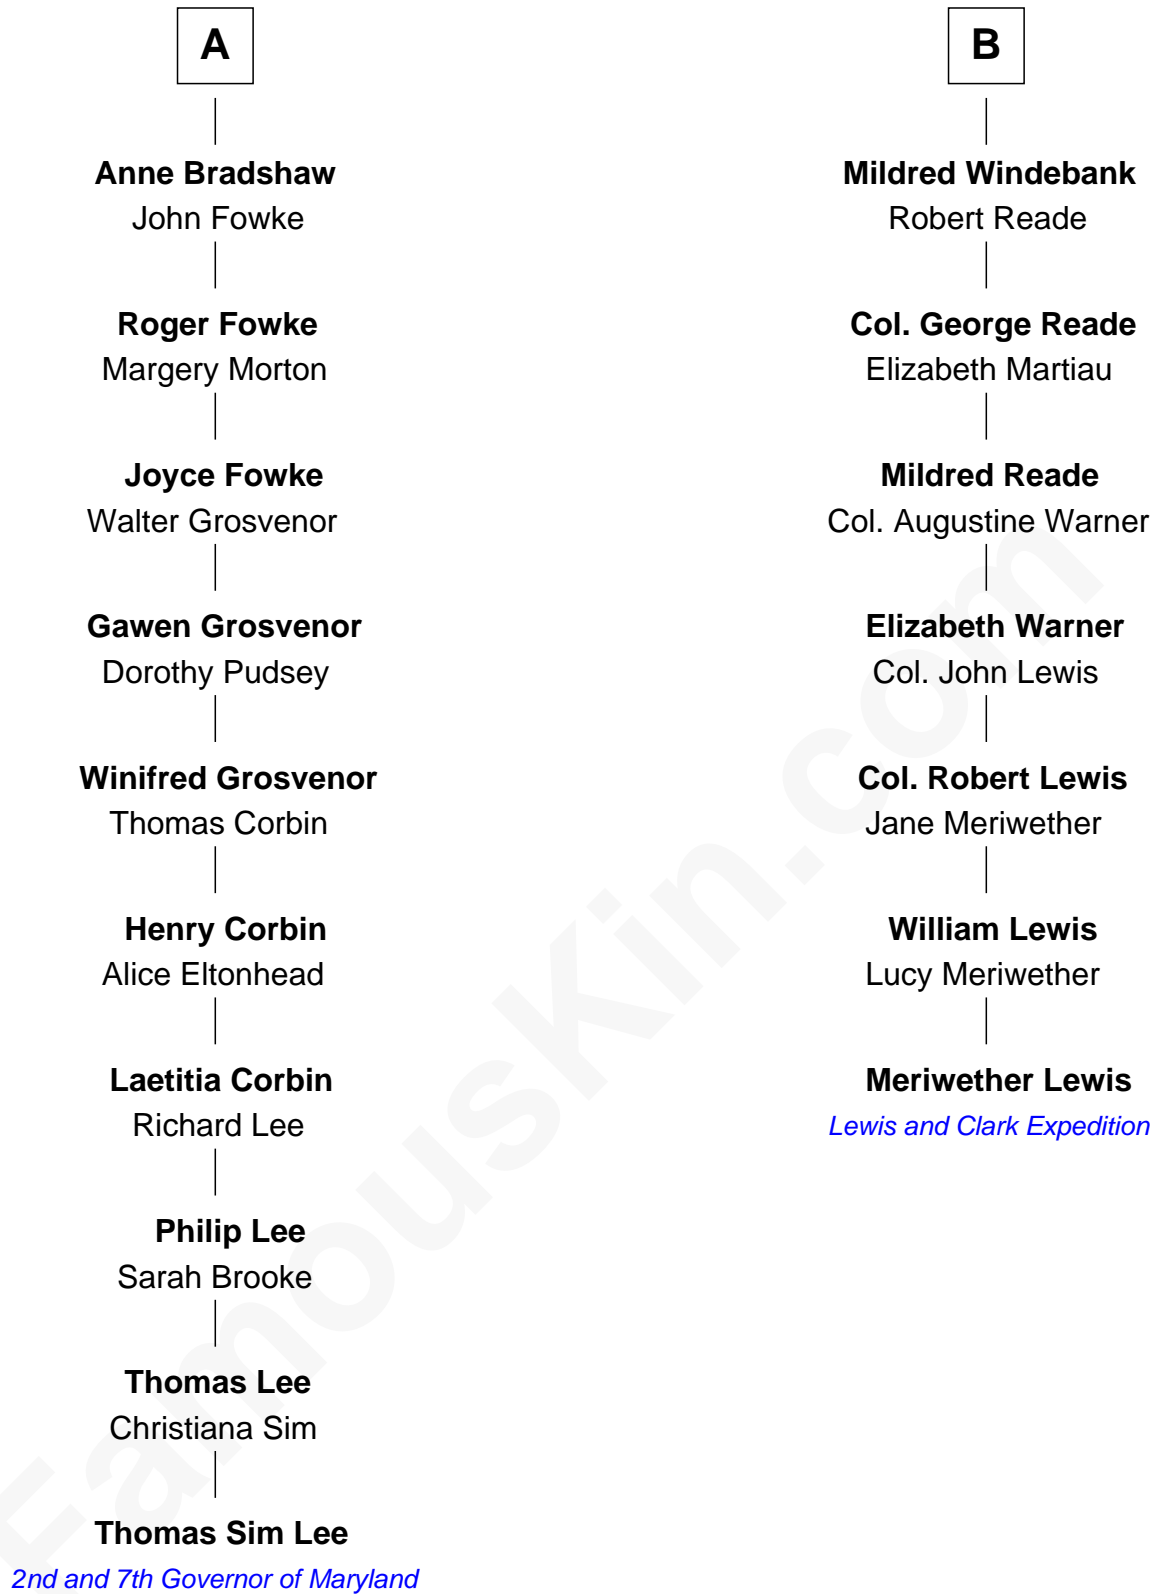 A
Anne Bradshaw
John Fowke
Roger Fowke
Margery Morton
Joyce Fowke
Walter Grosvenor
Gawen Grosvenor
Dorothy Pudsey
Winifred Grosvenor
Thomas Corbin
Henry Corbin
Alice Eltonhead
Laetitia Corbin
Richard Lee
Philip Lee
Sarah Brooke
Thomas Lee
Christiana Sim
Thomas Sim Lee
2nd and 7th Governor of Maryland
B
Mildred Windebank
Robert Reade
Col. George Reade
Elizabeth Martiau
Mildred Reade
Col. Augustine Warner
Elizabeth Warner
Col. John Lewis
Col. Robert Lewis
Jane Meriwether
William Lewis
Lucy Meriwether
Meriwether Lewis
Lewis and Clark Expedition
FamousKin.com